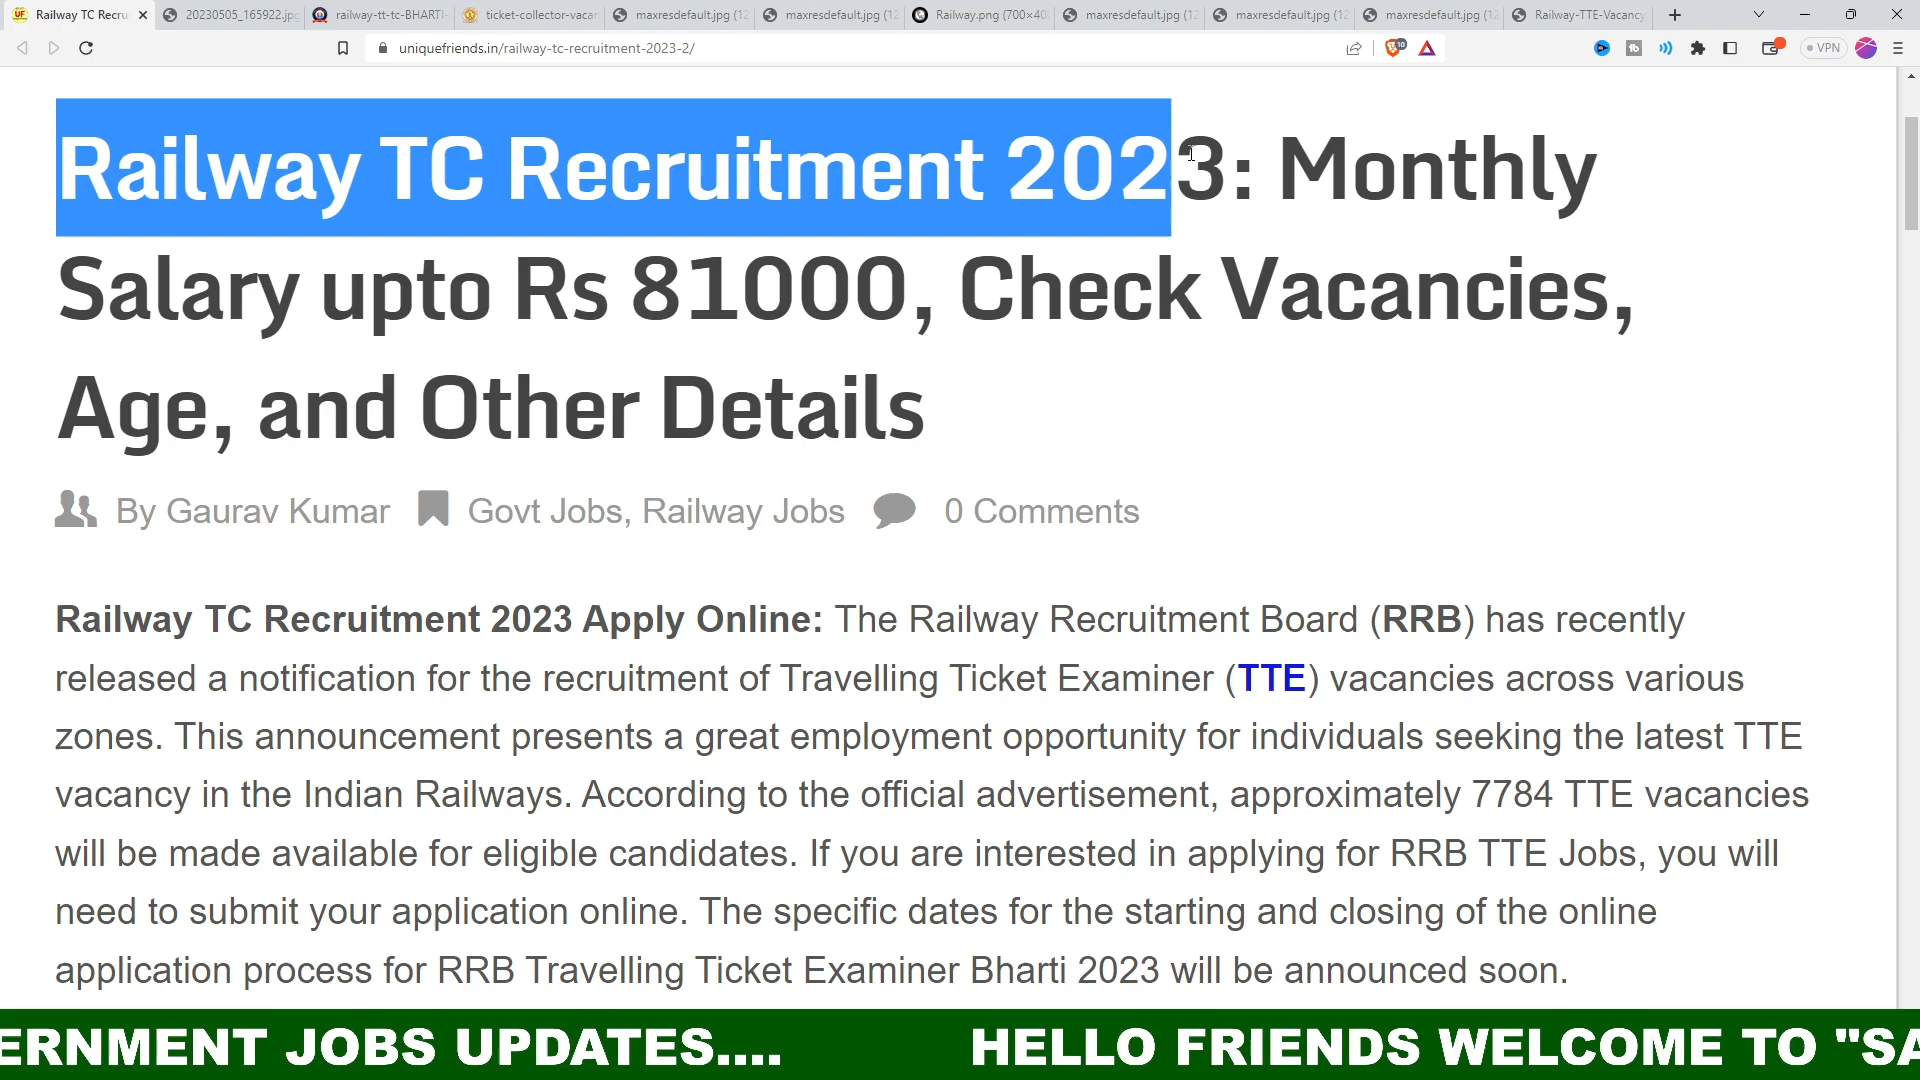 Railway TC Recru
20230505_165922.jpg
railway-tt-tc-BHARTI-
ticket-collector-vacan
maxresdefault.jpg (12
maxresdefault.jpg (12
Railway.png (700×40
maxresdefault.jpg (12
maxresdefault.jpg (12
maxresdefault.jpg (12
Railway-TTE-Vacancy
uniquefriends.in/railway-tc-recruitment-2023-2/
10
VPN
Railway TC Recruitment 2023: Monthly
Salary upto Rs 81000, Check Vacancies,
Age, and Other Details
By Gaurav Kumar Govt Jobs, Railway Jobs 0 Comments
Railway TC Recruitment 2023 Apply Online: The Railway Recruitment Board (RRB) has recently
released a notification for the recruitment of Travelling Ticket Examiner (TTE) vacancies across various
zones. This announcement presents a great employment opportunity for individuals seeking the latest TTE
vacancy in the Indian Railways. According to the official advertisement, approximately 7784 TTE vacancies
will be made available for eligible candidates. If you are interested in applying for RRB TTE Jobs, you will
need to submit your application online. The specific dates for the starting and closing of the online
application process for RRB Travelling Ticket Examiner Bharti 2023 will be announced soon.
ERNMENT JOBS UPDATES.... HELLO FRIENDS WELCOME TO "SA